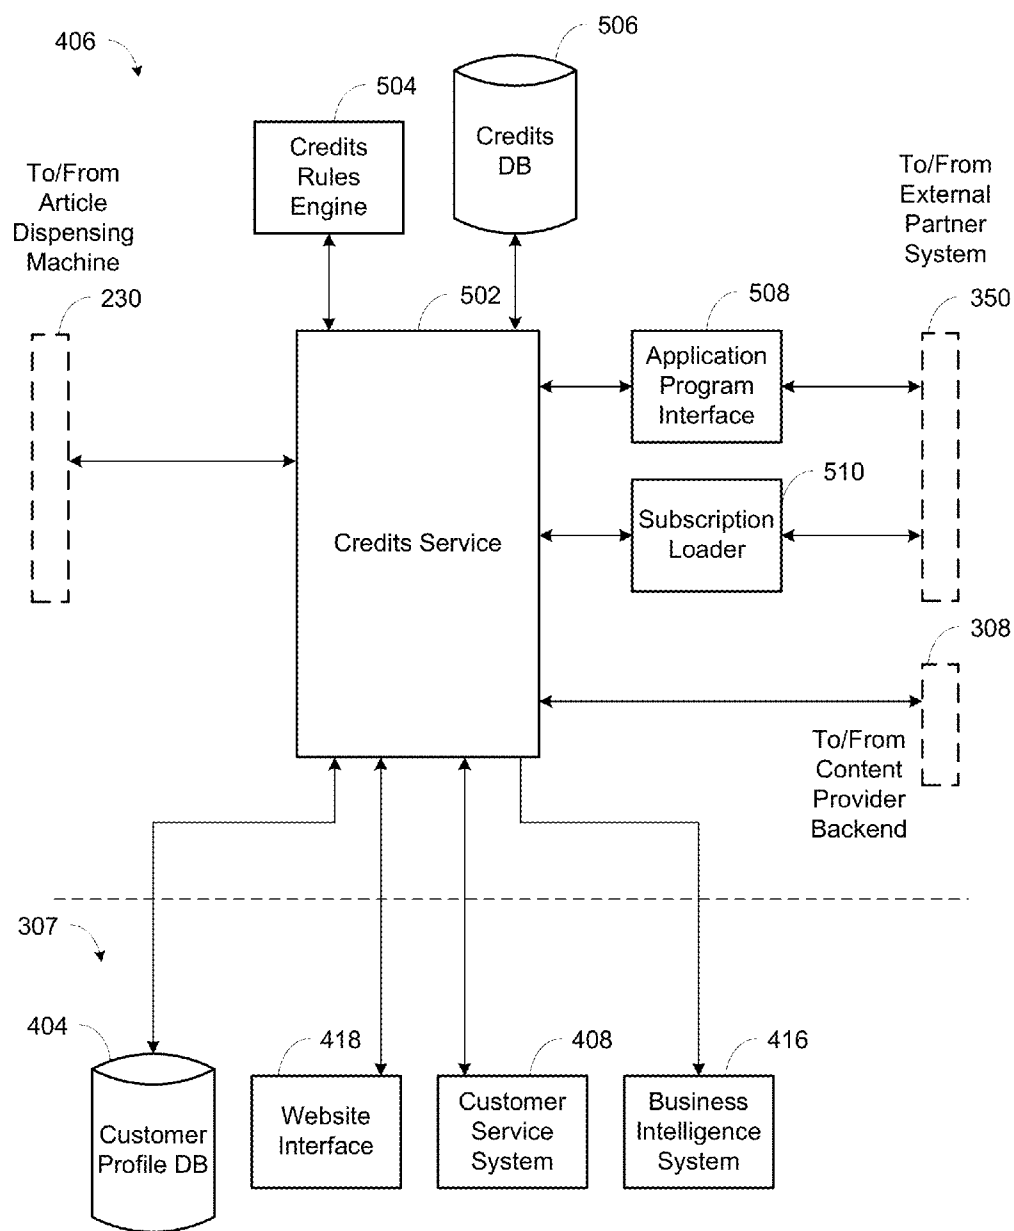 406
506
504
Credits
Rules
Engine
Credits
DB
To/From
Article
Dispensing
Machine
To/From
External
Partner
System
230
502
508
350
Application
Program
Interface
510
Subscription
Loader
Credits Service
308
To/From
Content
Provider
Backend
307
404
418
408
416
Customer
Profile DB
Website
Interface
Customer
Service
System
Business
Intelligence
System